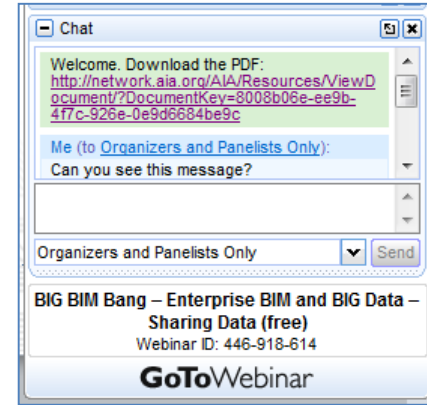 Chat
Welcome. Download the PDF:
http://network.aia.org/AIA/Resources/ViewD
ocument/?DocumentKey=8008b06e-ee9b-
4f7c-926e-0e9d6684be9c
Me (to Organizers and Panelists Only):
Can you see this message?
Organizers and Panelists Only
Send
BIG BIM Bang – Enterprise BIM and BIG Data –
Sharing Data (free)
Webinar ID: 446-918-614
GoToWebinar